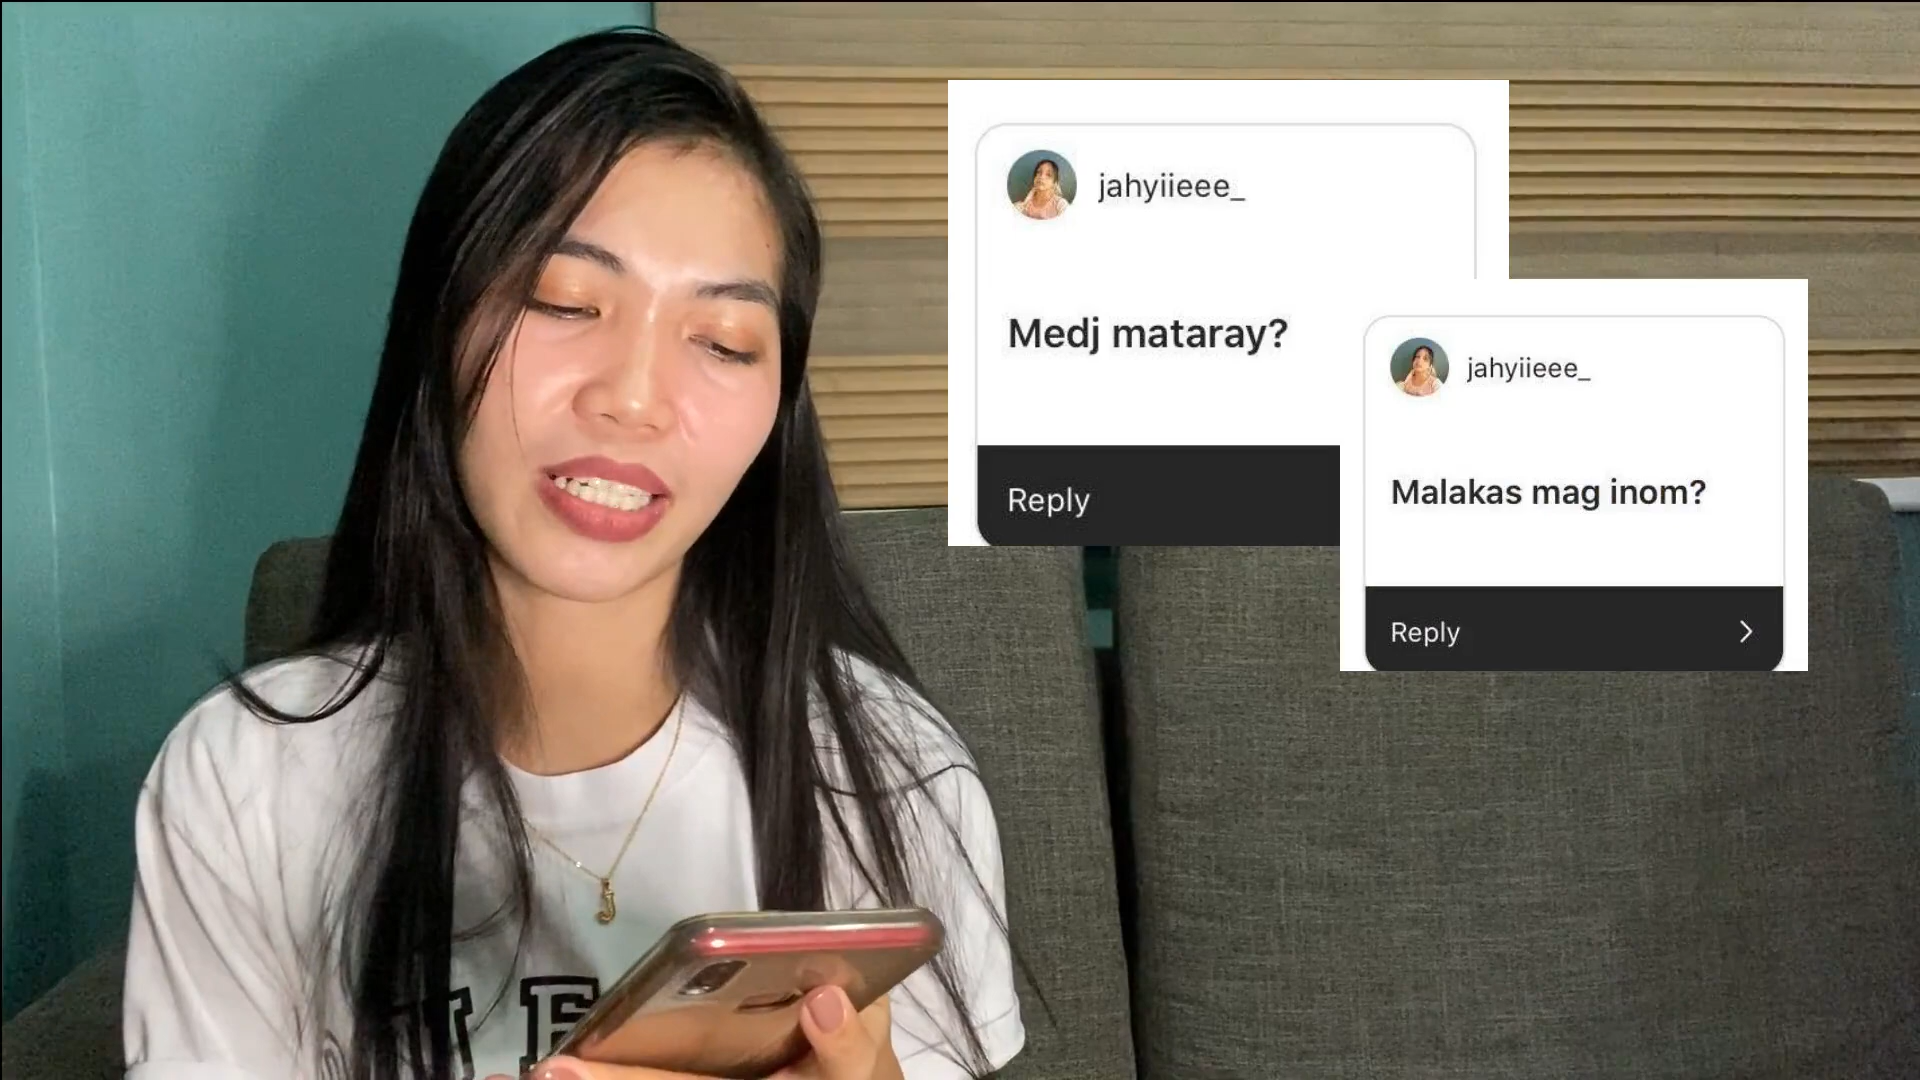 jahyiieee_
Medj mataray?
Reply
jahyiieee_
Malakas mag inom?
Reply
J